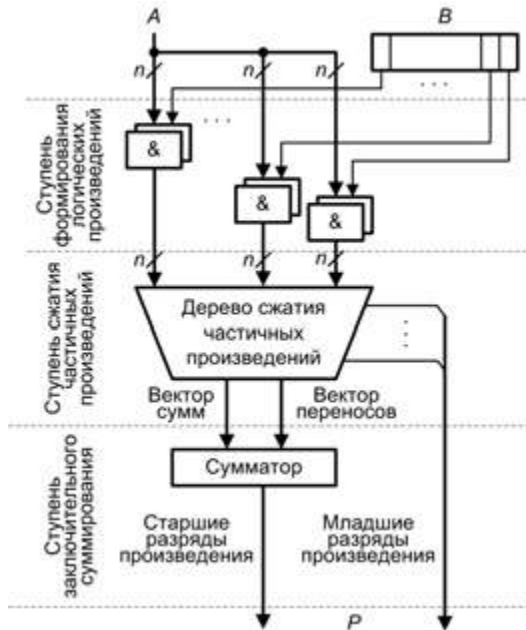 A
B
n
n
n
. . .
. . .
Ступень
формирования
логических
произведений
&
&
&
n
n
n
Ступень сжатия
частичных
произведений
Дерево сжатия
частичных
произведений
Вектор
сумм
Вектор
переносов
Ступень
заключительного
суммирования
Сумматор
Старшие
разряды
произведения
Младшие
разряды
произведения
P